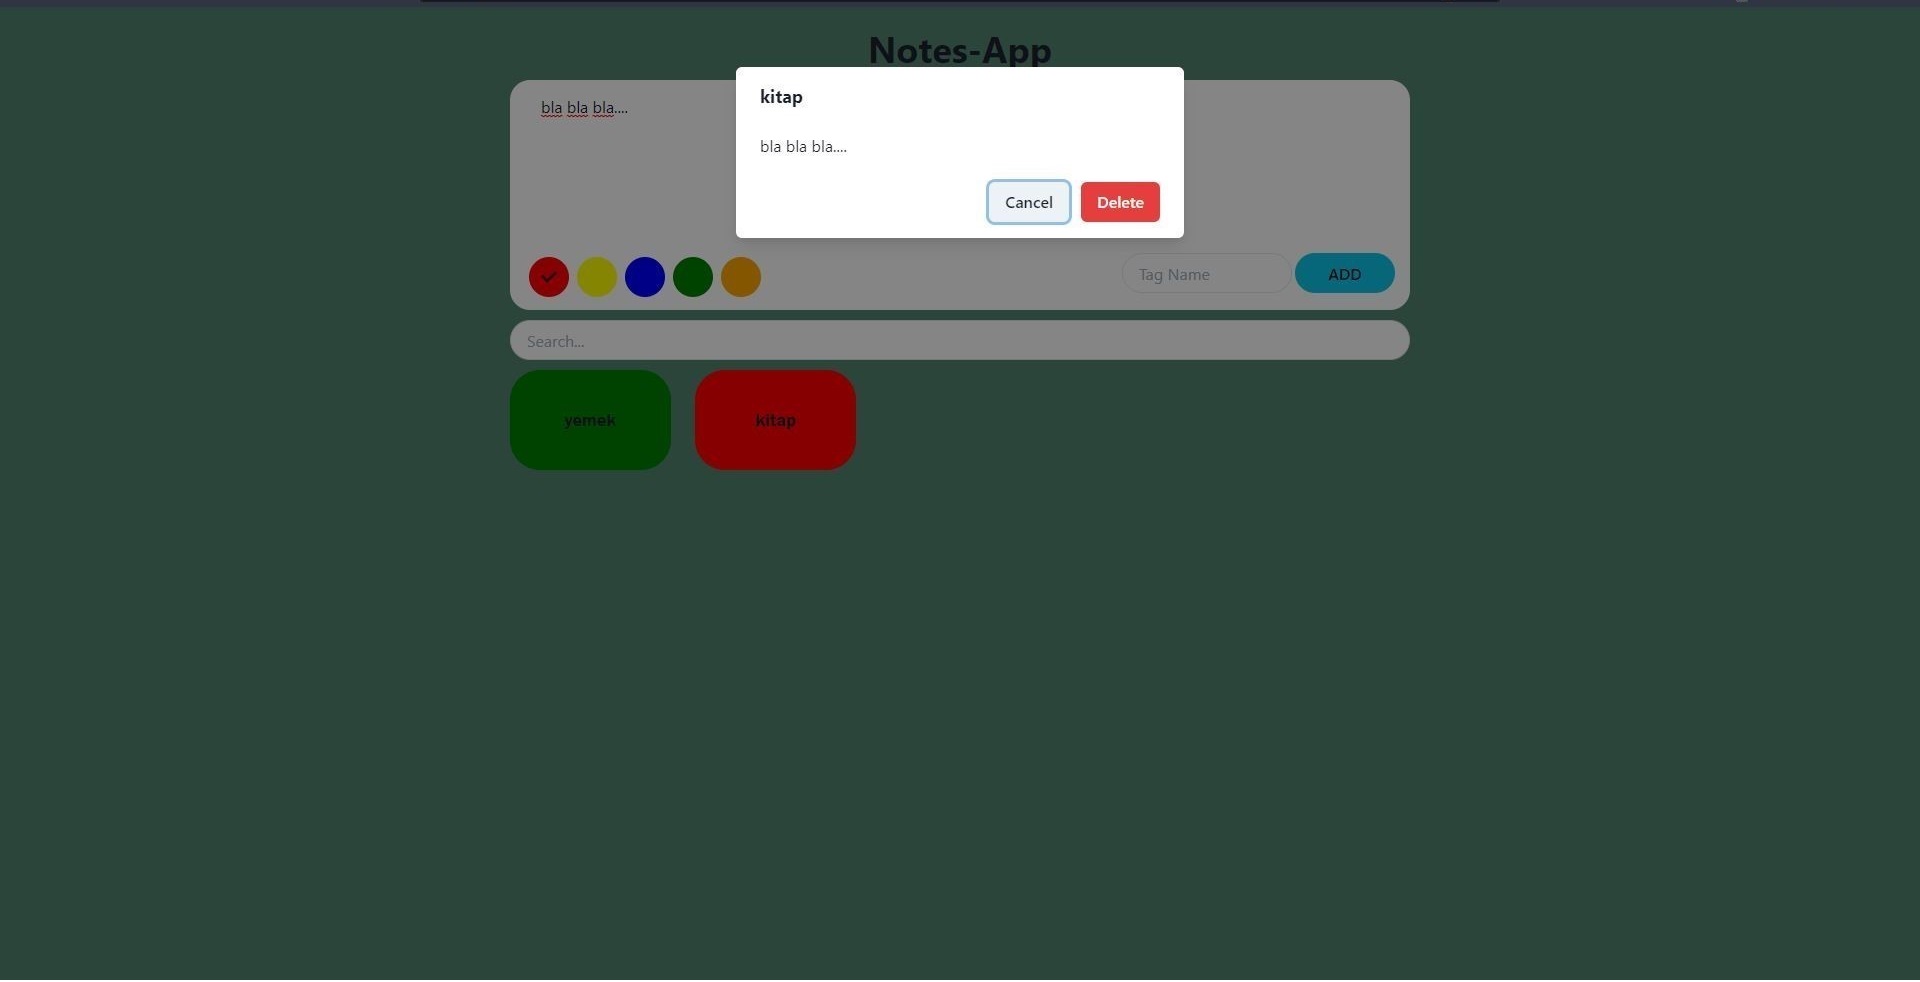 Notes-App
kitap
bla bla bla....
Cancel
Delete
bla bla bla....
Tag Name
ADD
Search...
yemek
kitap